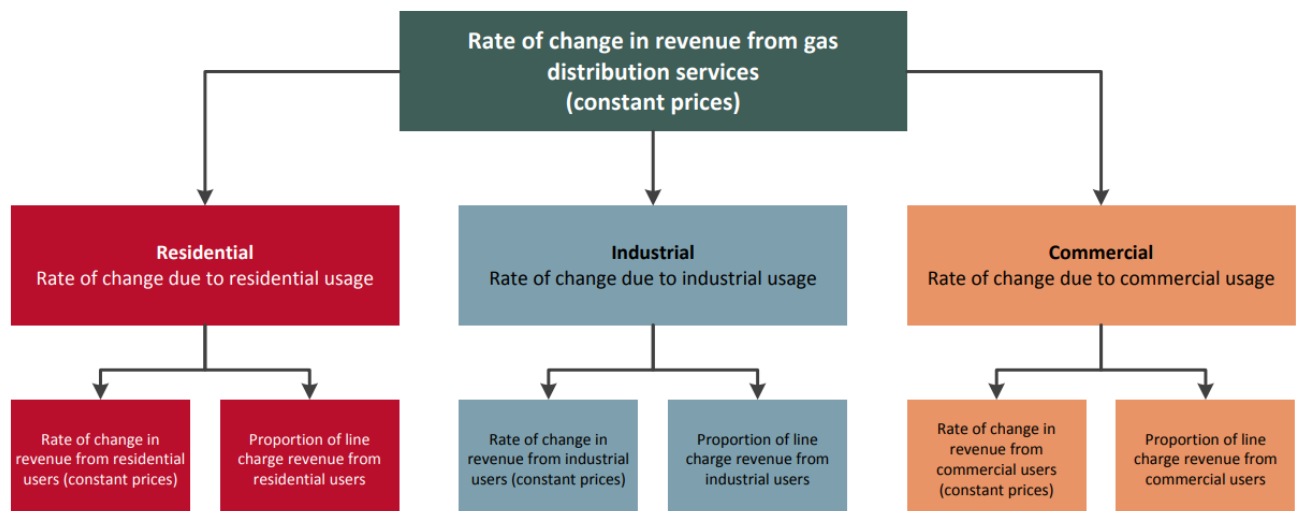 Rate of change in revenue from gas
distribution services
(constant prices)
Residential
Rate of change due to residential usage
Industrial
Rate of change due to industrial usage
Commercial
Rate of change due to commercial usage
Rate of change in
revenue from residential
users (constant prices)
Proportion of line
charge revenue from
residential users
Rate of change in
revenue from industrial
users (constant prices)
Proportion of line
charge revenue from
industrial users
Rate of change in
revenue from
commercial users
(constant prices)
Proportion of line
charge revenue from
commercial users